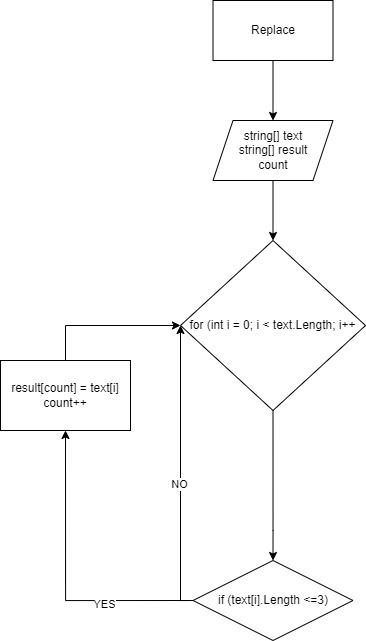 Replace
string[] text
string[] result
count
for (int i = 0; i < text.Length; i++
result[count] = text[i]
count++
NO
YES
if (text[i].Length <=3)